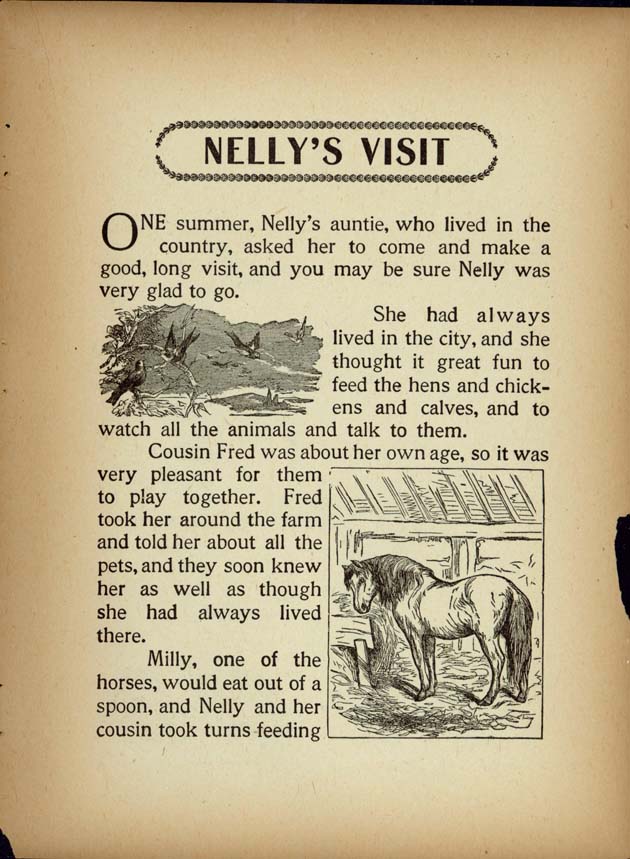 NELLY'S VISIT
ONE summer, Nelly's auntie, who lived in the
country, asked her to come and make a
good, long visit, and you may be sure Nelly was
very glad to go.
She had always
lived in the city, and she
thought it great fun to
feed the hens and chick-
ens and calves, and to
watch all the animals and talk to them.
Cousin Fred was about her own age, so it was
very pleasant for them
to play together. Fred
took her around the farm
and told her about all the
pets, and they soon knew
her as well as though
she had always lived
there.
Milly, one of the
horses, would eat out of a
spoon, and Nelly and her
cousin took turns feeding